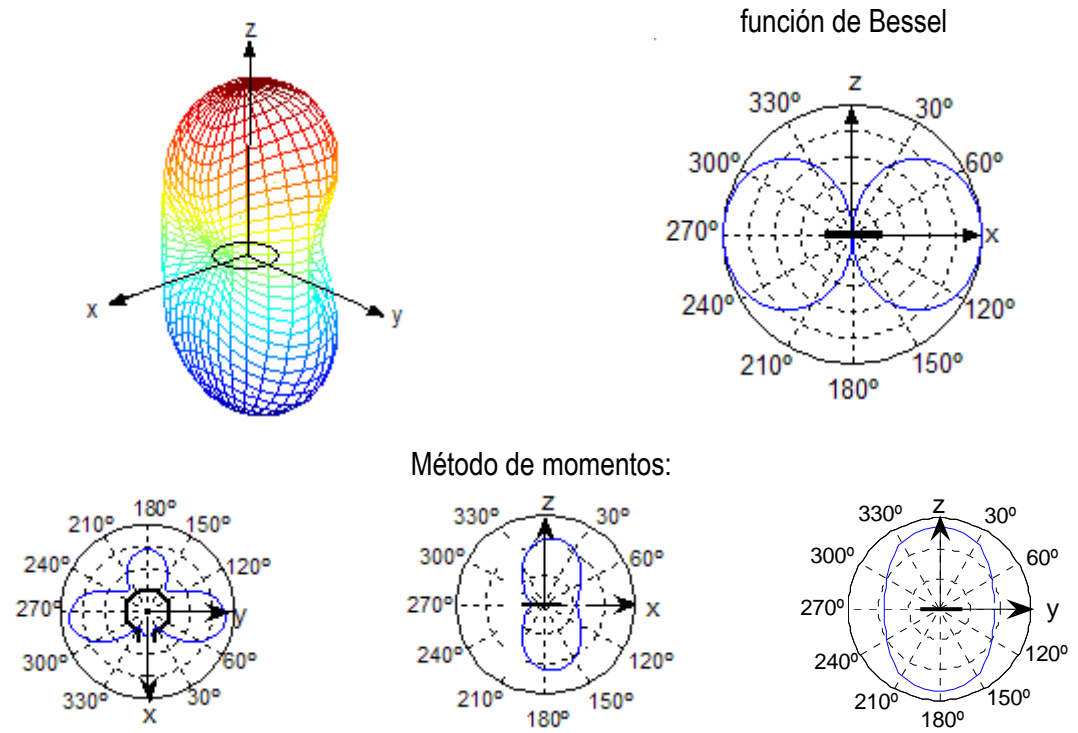 función de Bessel
z
x
y
z
330º 30º
300º 60º
270º x
240º 120º
210º 150º
180º
Método de momentos:
180º
210º 150º
240º 120º
270º y
300º 60º
330º 30º
x
z
330º 30º
300º 60º
270º x
240º 120º
210º 150º
180º
z
330º 30º
300º 60º
270º y
240º 120º
210º 150º
180º